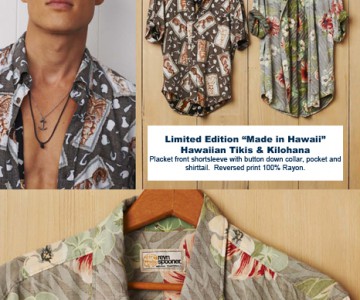 Limited Edition “Made in Hawaii”
Hawaiian Tikis & Kilohana
Placket front shortsleeve with button down collar, pocket and
shirttail. Reversed print 100% Rayon.
reyn
spooner